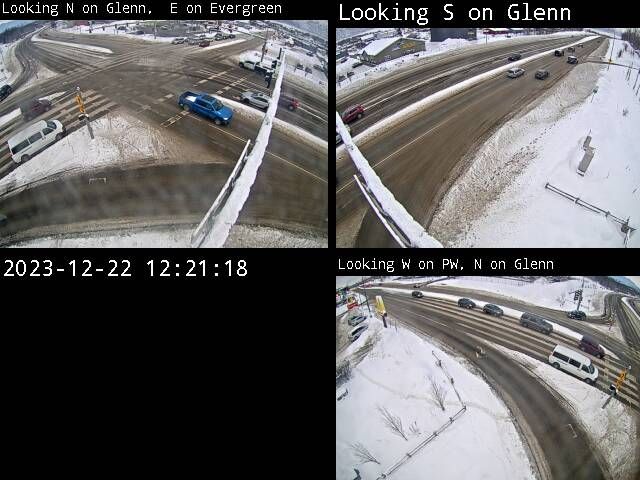 Looking N on Glenn,  E on Evergreen
Looking S on Glenn
2023-12-22 12:21:18
Looking W on PW, N on Glenn